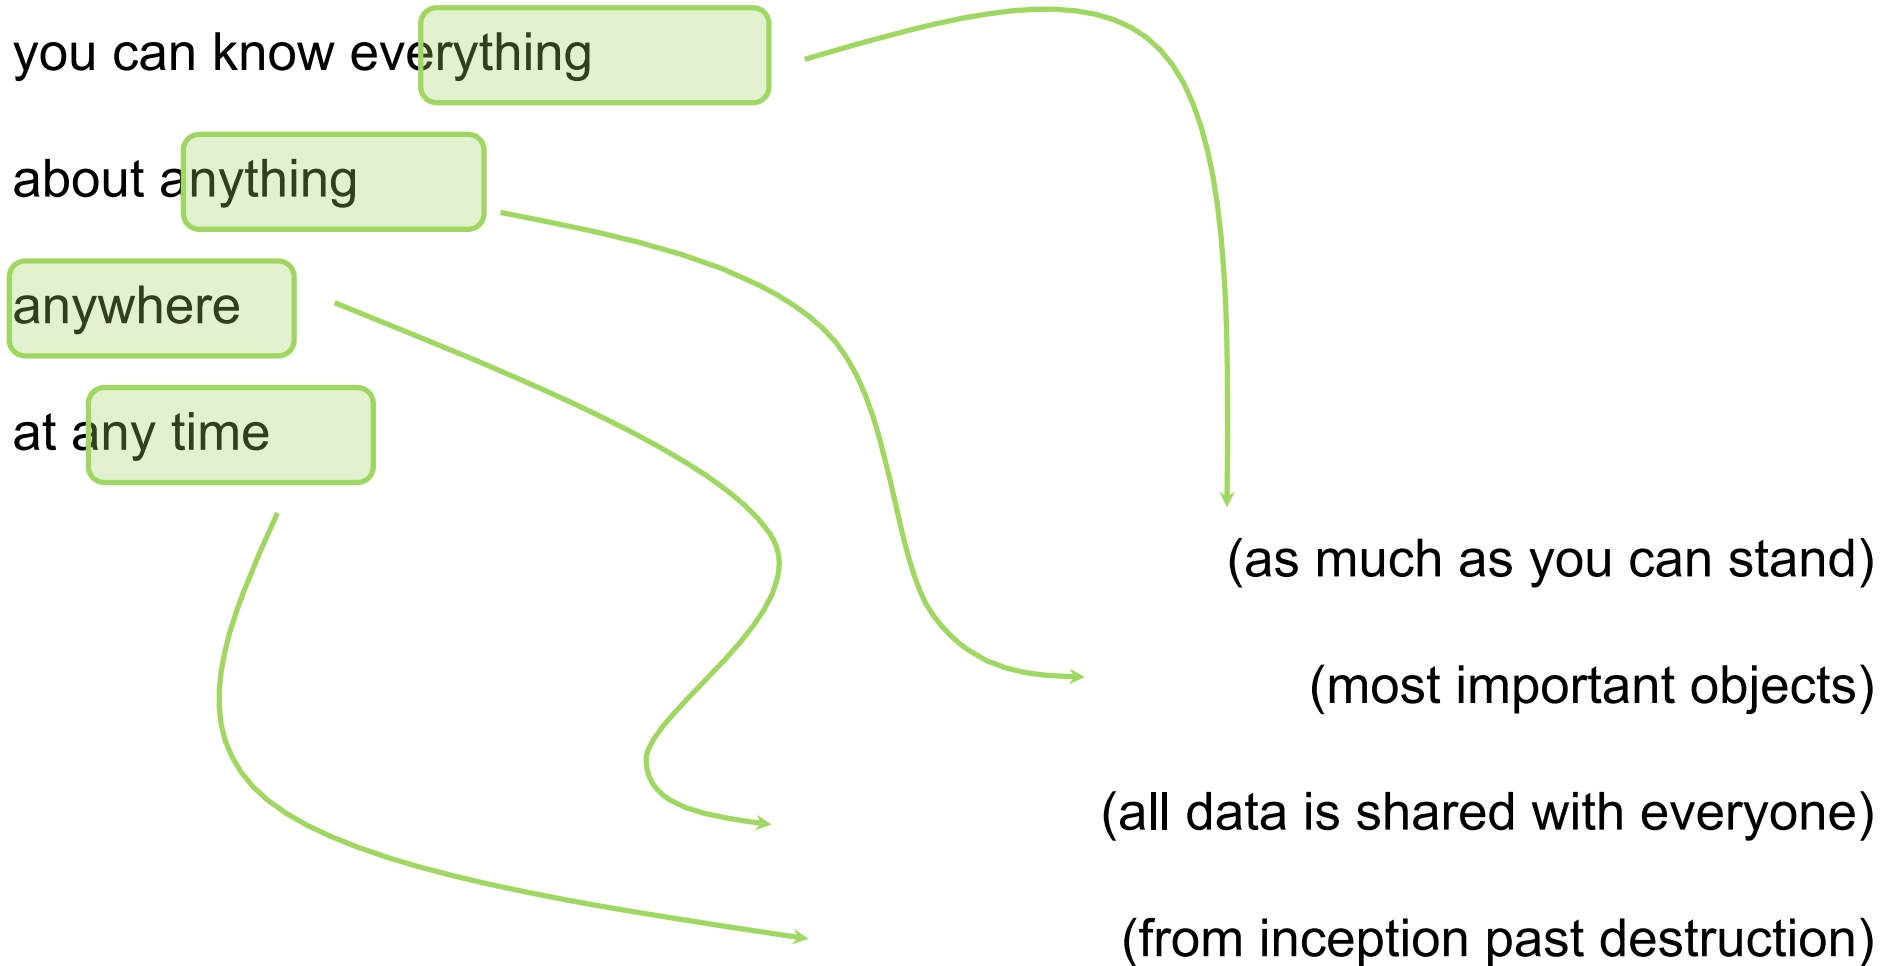 you can know everything
about anything
anywhere
at any time
(as much as you can stand)
(most important objects)
(all data is shared with everyone)
(from inception past destruction)